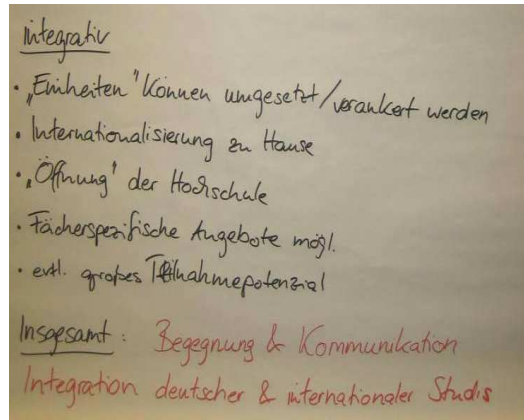 integrativ
• „Einheiten" können umgesetzt/verankert werden
• Internationalisierung zu Hause
• „Öffnung" der Hochschule
• Fächerspezifische Angebote mögl.
• evtl. großes Teilnahmepotenzial
Insgesamt: Begegnung & Kommunikation
Integration deutscher & internationaler Studis